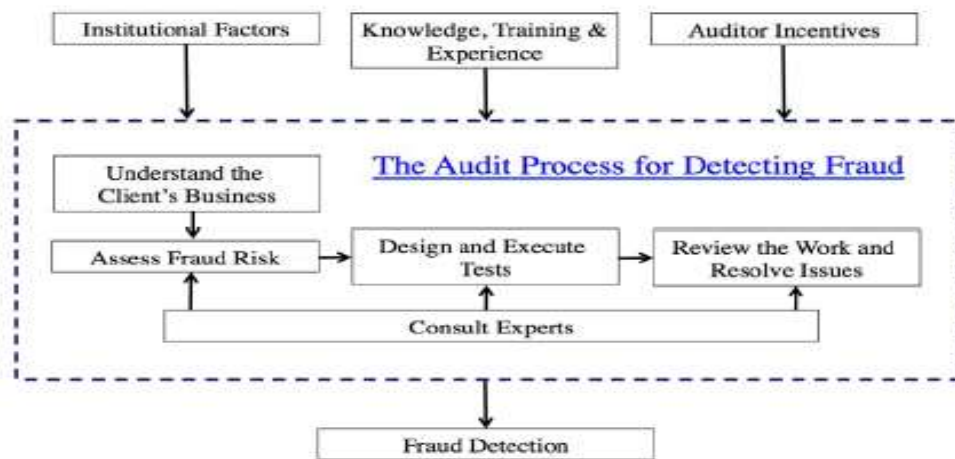 Institutional Factors
Knowledge, Training &
Experience
Auditor Incentives
The Audit Process for Detecting Fraud
Understand the
Client's Business
Assess Fraud Risk
Design and Execute
Tests
Review the Work and
Resolve Issues
Consult Experts
Fraud Detection